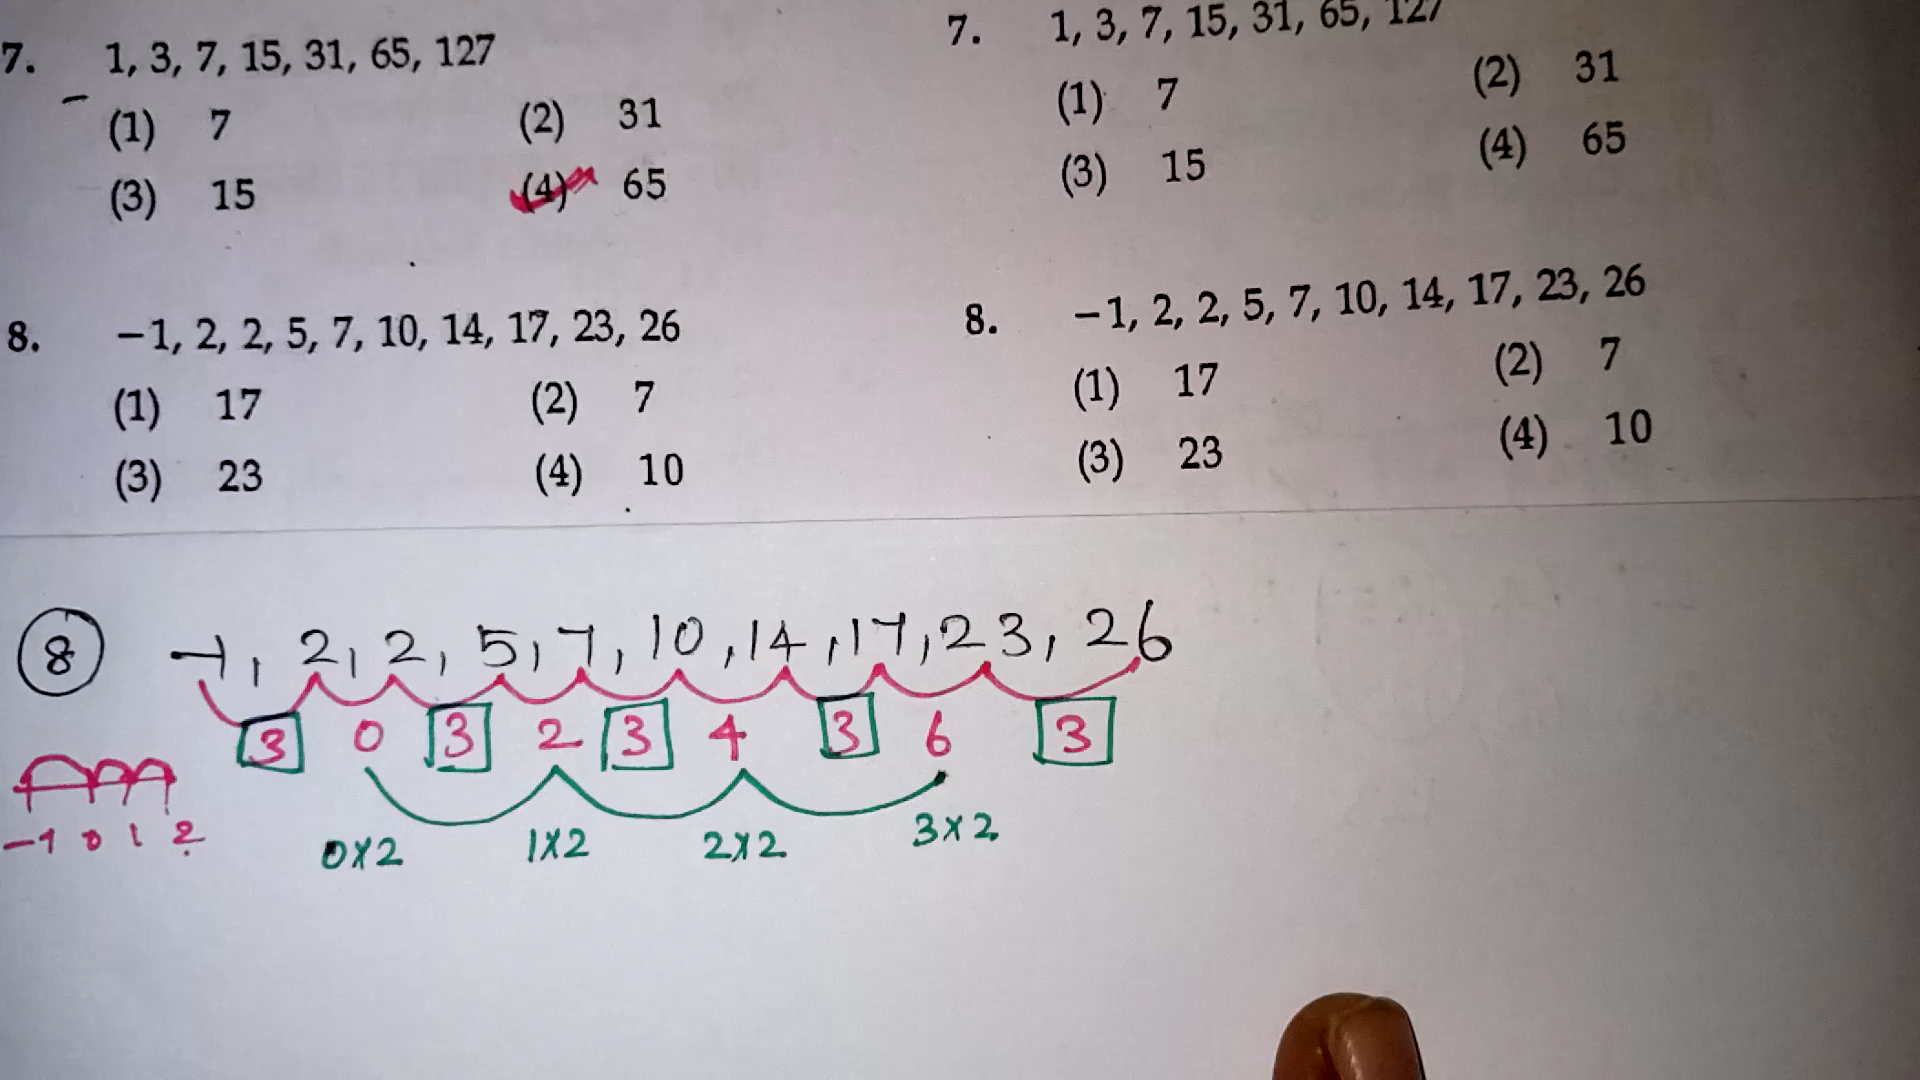 7. 1, 3, 7, 15, 31, 65, 127
(1) 7 (2) 31
(3) 15 (4) 65
8. −1, 2, 2, 5, 7, 10, 14, 17, 23, 26
(1) 17 (2) 7
(3) 23 (4) 10
7. 1, 3, 7, 15, 31, 65, 127
(1) 7 (2) 31
(3) 15 (4) 65
8. −1, 2, 2, 5, 7, 10, 14, 17, 23, 26
(1) 17 (2) 7
(3) 23 (4) 10
8 -1, 2, 2, 5, 7, 10, 14, 17, 23, 26
3 0 3 2 3 4 3 6 3
-1 0 1 2
0x2 1x2 2x2 3x2